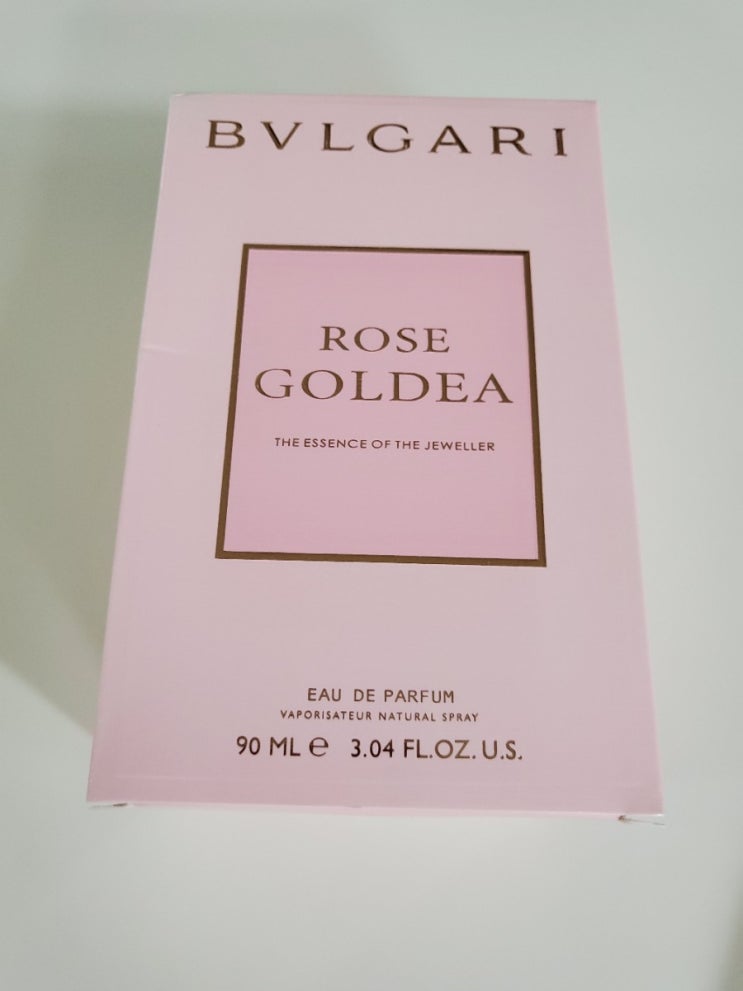 BVLGARI
ROSE
GOLDEA
THE ESSENCE OF THE JEWELLER
EAU DE PARFUM
VAPORISATEUR NATURAL SPRAY
90 ML ℮ 3.04 FL.OZ. U.S.